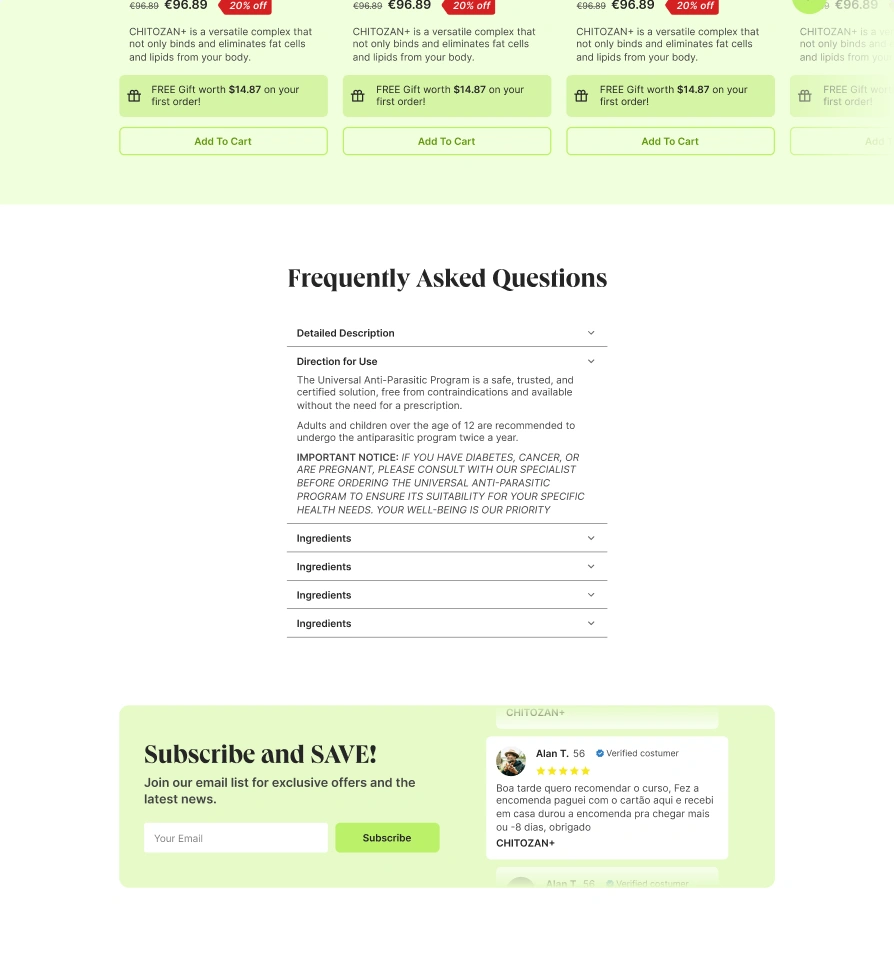 €96.89 €96.89 20% off
CHITOZAN+ is a versatile complex that
not only binds and eliminates fat cells
and lipids from your body.
FREE Gift worth $14.87 on your
first order!
Add To Cart
€96.89 €96.89 20% off
CHITOZAN+ is a versatile complex that
not only binds and eliminates fat cells
and lipids from your body.
FREE Gift worth $14.87 on your
first order!
Add To Cart
€96.89 €96.89 20% off
CHITOZAN+ is a versatile complex that
not only binds and eliminates fat cells
and lipids from your body.
FREE Gift worth $14.87 on your
first order!
Add To Cart
€96.89
CHITOZAN+ is a
not only binds and
and lipids from your
FREE Gift
first order!
Add
Frequently Asked Questions
Detailed Description
Direction for Use
The Universal Anti-Parasitic Program is a safe, trusted, and
certified solution, free from contraindications and available
without the need for a prescription.
Adults and children over the age of 12 are recommended to
undergo the antiparasitic program twice a year.
IMPORTANT NOTICE: IF YOU HAVE DIABETES, CANCER, OR
ARE PREGNANT, PLEASE CONSULT WITH OUR SPECIALIST
BEFORE ORDERING THE UNIVERSAL ANTI-PARASITIC
PROGRAM TO ENSURE ITS SUITABILITY FOR YOUR SPECIFIC
HEALTH NEEDS. YOUR WELL-BEING IS OUR PRIORITY
Ingredients
Ingredients
Ingredients
Ingredients
Subscribe and SAVE!
Join our email list for exclusive offers and the
latest news.
Your Email
Subscribe
CHITOZAN+
Alan T. 56 Verified costumer
Boa tarde quero recomendar o curso, Fez a
encomenda paguei com o cartão aqui e recebi
em casa durou a encomenda pra chegar mais
ou -8 dias, obrigado
CHITOZAN+
Alan T. 56 Verified costumer